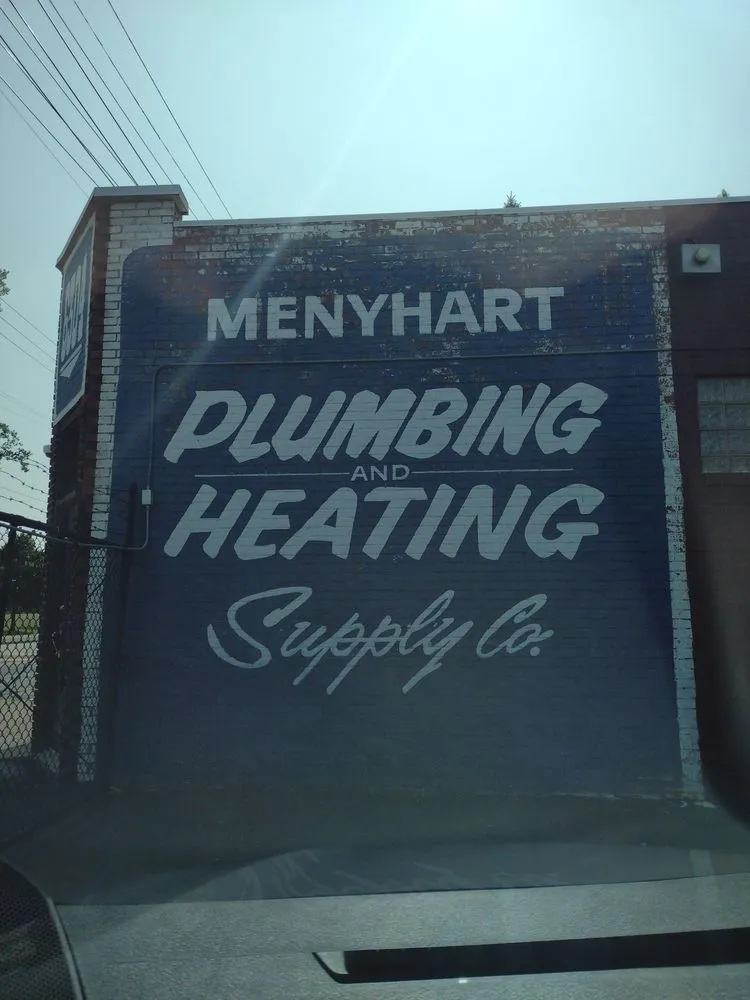 MENYHART
PLUMBING
AND
HEATING
Supply Co.